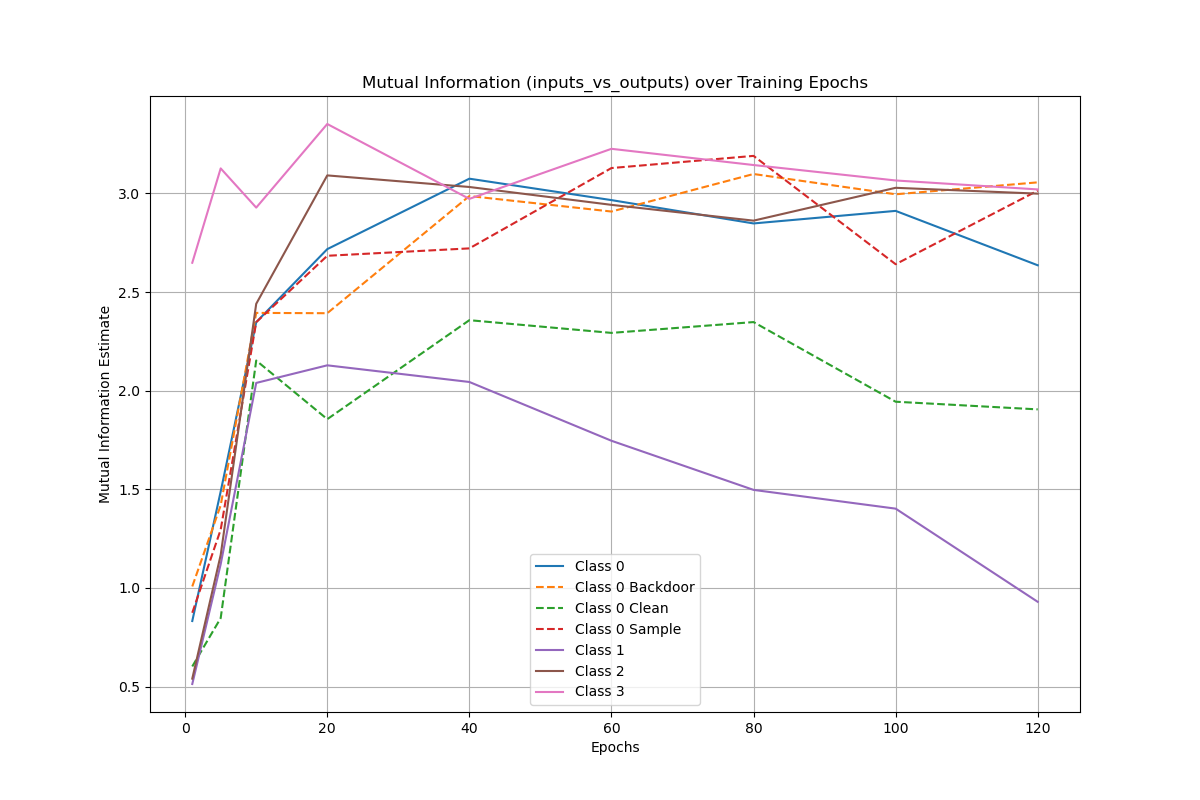 Mutual Information (inputs_vs_outputs) over Training Epochs
Mutual Information Estimate
3.0
2.5
2.0
1.5
1.0
0.5
Class 0
Class 0 Backdoor
Class 0 Clean
Class 0 Sample
Class 1
Class 2
Class 3
0 20 40 60 80 100 120
Epochs